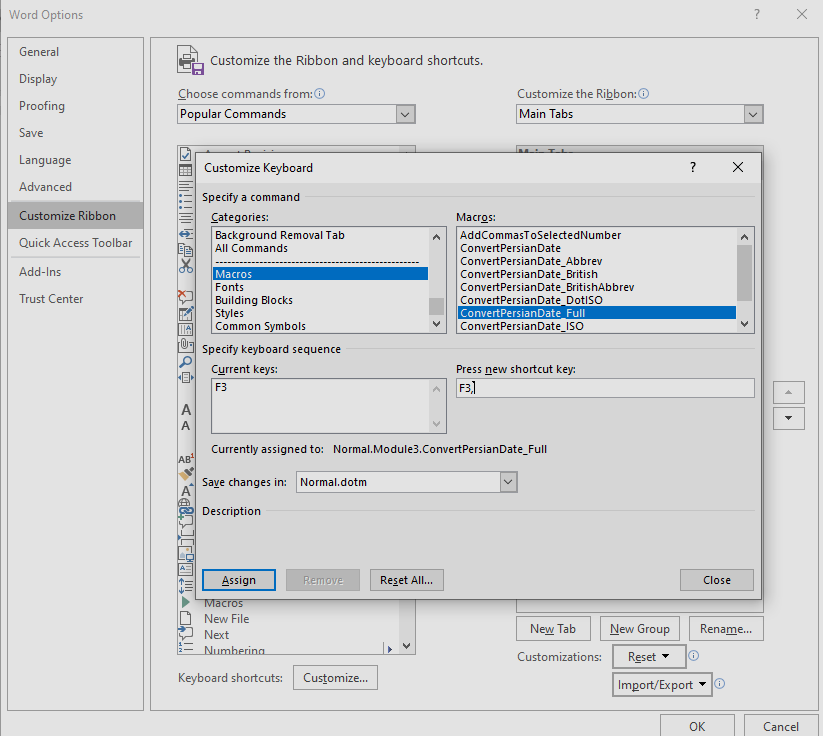 Word Options
?
General
Display
Proofing
Save
Language
Advanced
Customize Ribbon
Quick Access Toolbar
Add-Ins
Trust Center
Customize the Ribbon and keyboard shortcuts.
Choose commands from:
Popular Commands
Customize the Ribbon:
Main Tabs
Customize Keyboard
?
Specify a command
Categories:
Background Removal Tab
All Commands
Macros
Fonts
Building Blocks
Styles
Common Symbols
Macros:
AddCommasToSelectedNumber
ConvertPersianDate
ConvertPersianDate_Abbrev
ConvertPersianDate_British
ConvertPersianDate_BritishAbbrev
ConvertPersianDate_DotISO
ConvertPersianDate_Full
ConvertPersianDate_ISO
Specify keyboard sequence
Current keys:
F3
Press new shortcut key:
F3,
Currently assigned to: Normal.Module3.ConvertPersianDate_Full
Save changes in: Normal.dotm
Description
Assign
Remove
Reset All...
Close
Macros
New File
Next
Numbering
New Tab
New Group
Rename...
Customizations: Reset
Import/Export
Keyboard shortcuts: Customize...
OK
Cancel